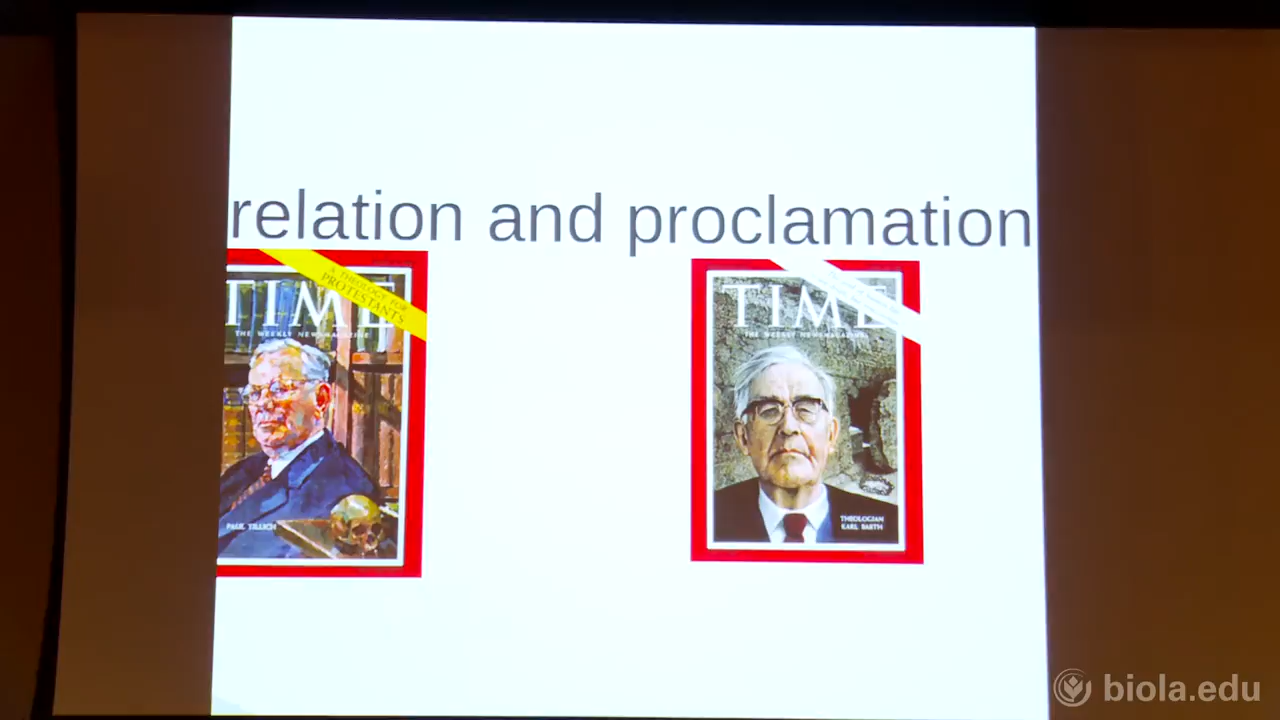 relation and proclamation
A THEOLOGY FOR
PROTESTANTS
TIME
THE WEEKLY NEWSMAGAZINE
PAUL TILLICH
TIME
THE WEEKLY NEWSMAGAZINE
THEOLOGIAN
KARL BARTH
biola.edu